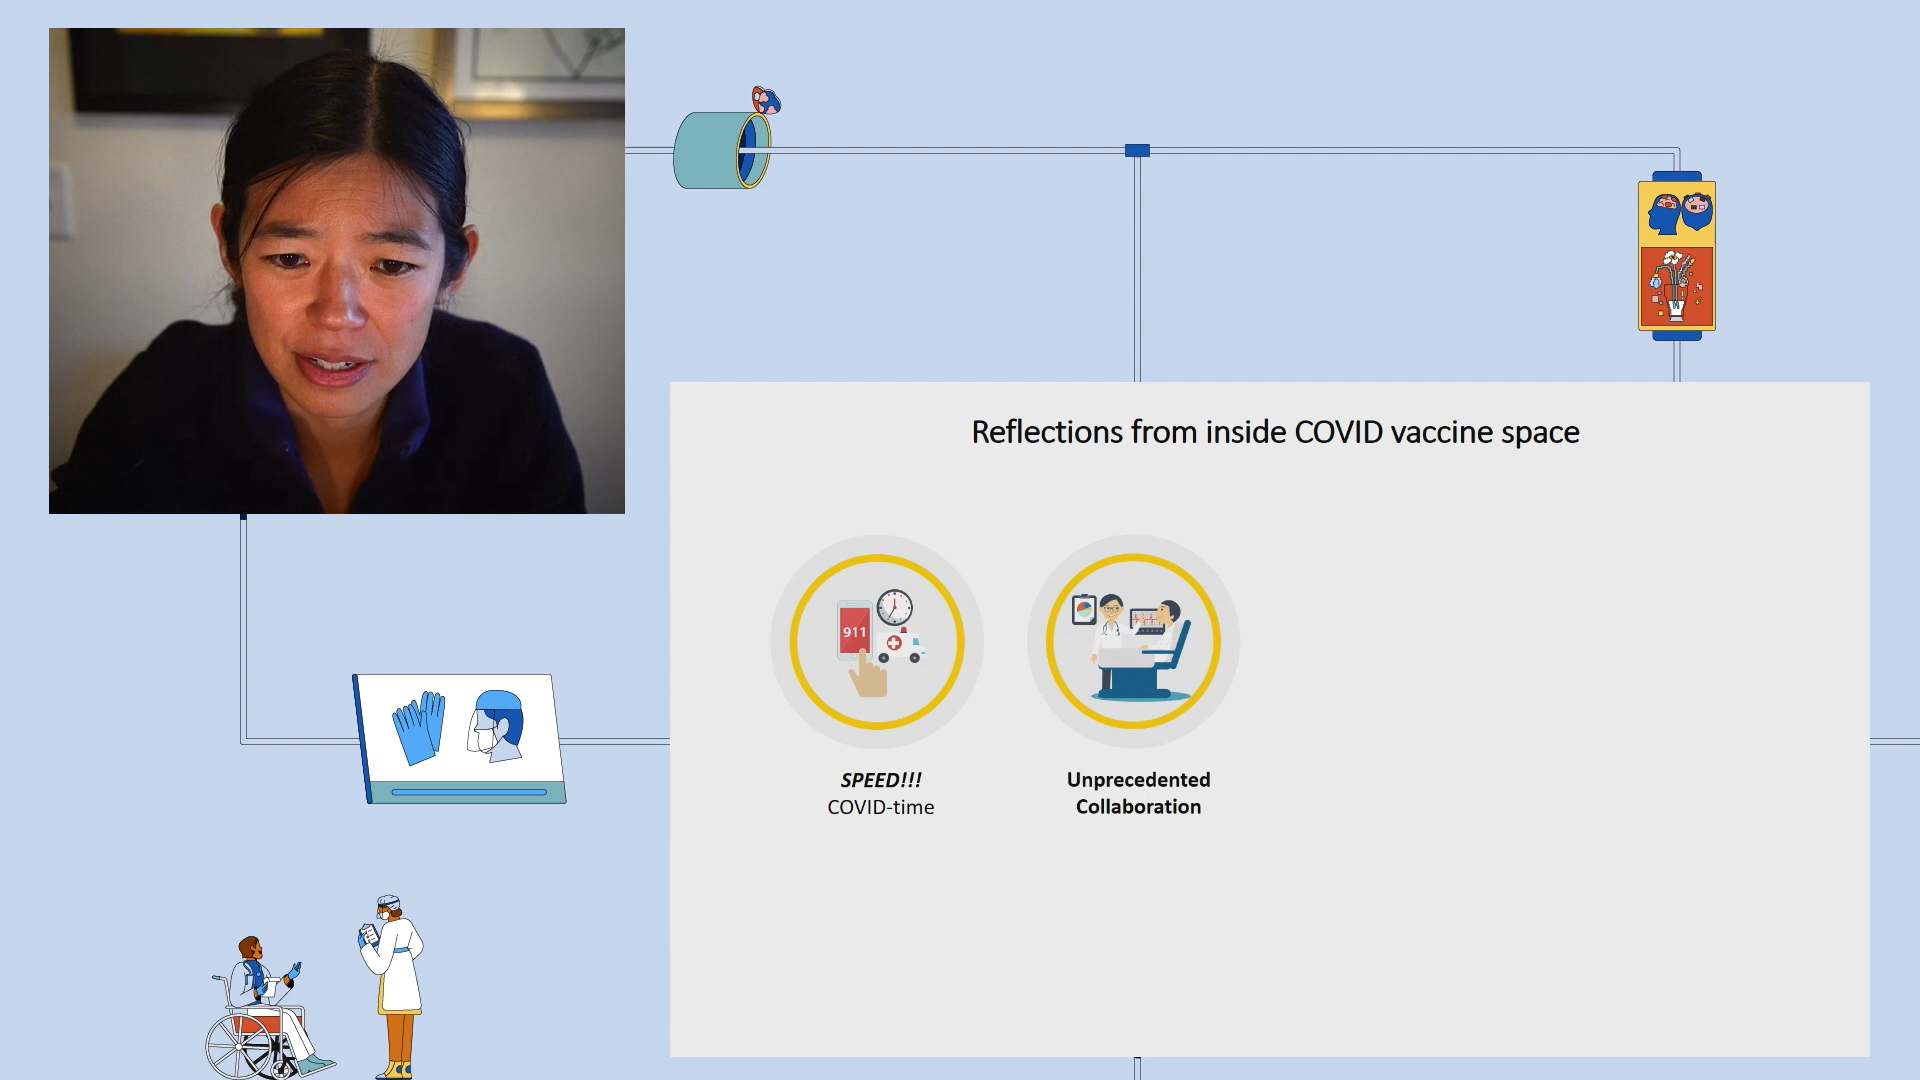 Reflections from inside COVID vaccine space
911
SPEED!!!
COVID-time
Unprecedented
Collaboration